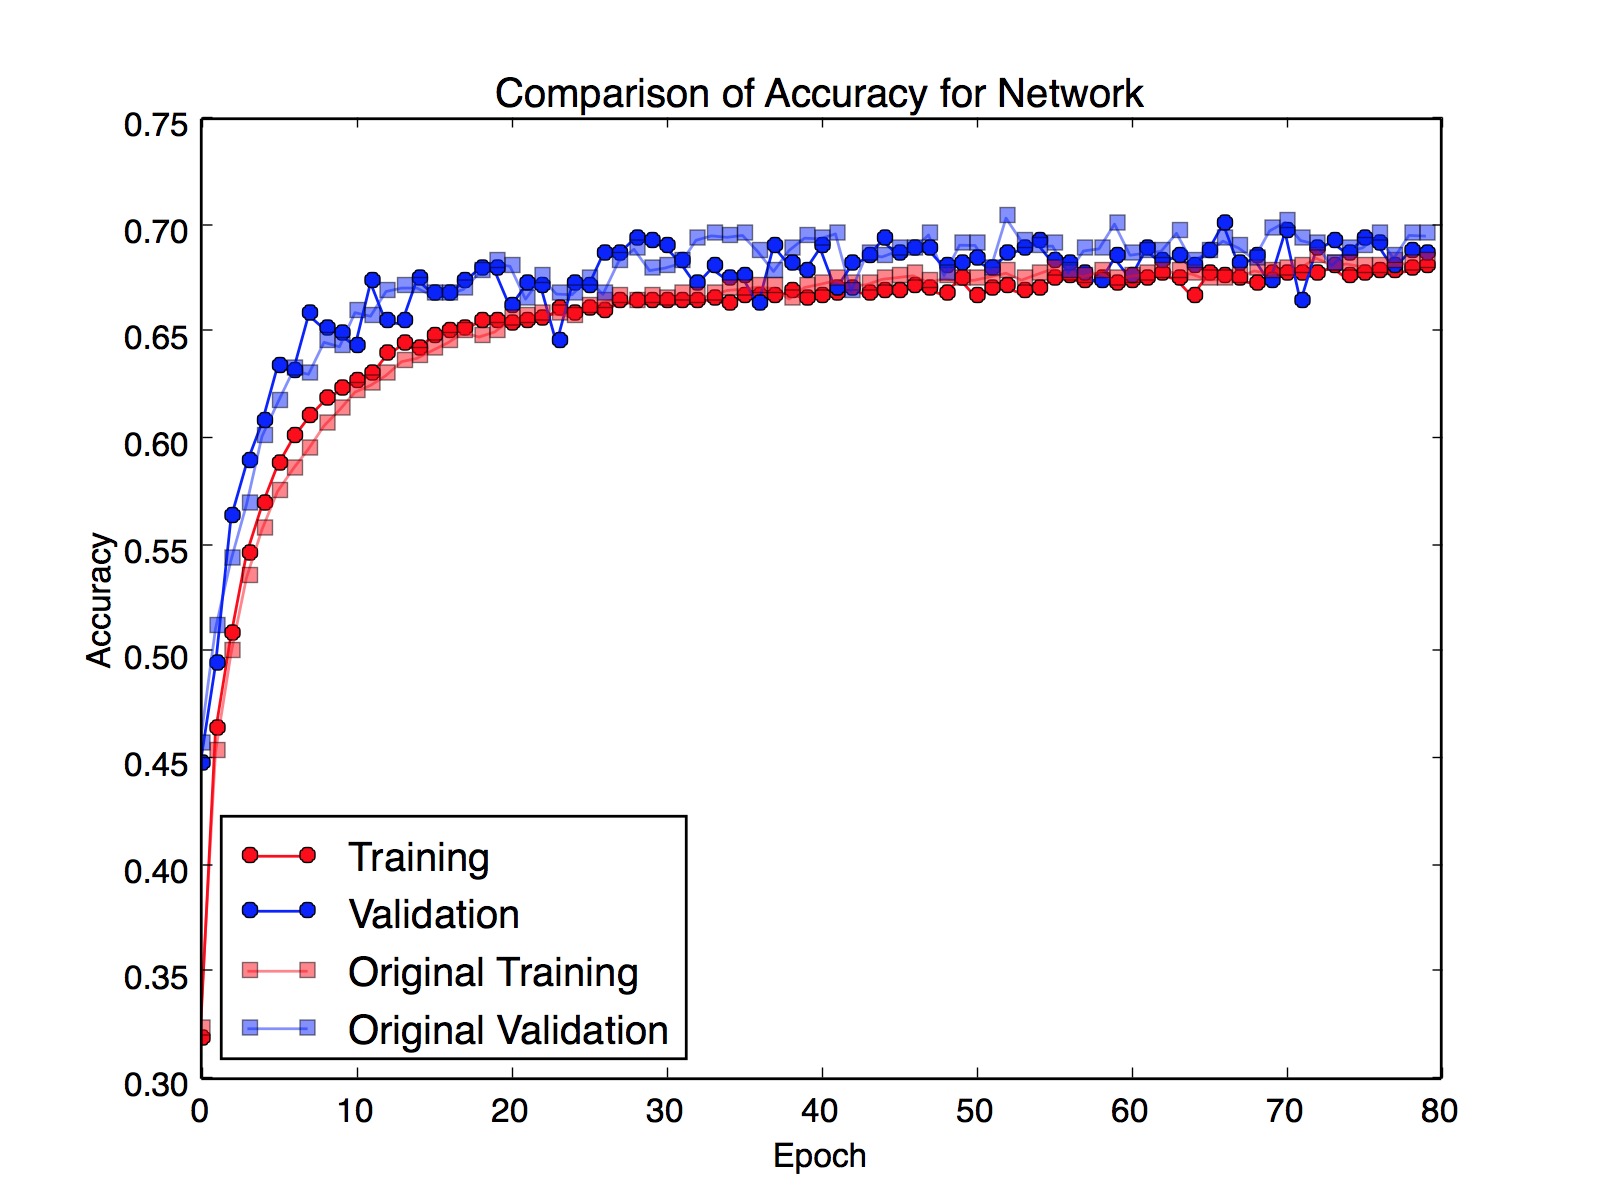 Comparison of Accuracy for Network
0.75
0.70
0.65
0.60
0.55
0.50
0.45
0.40
0.35
0.30
Accuracy
Training
Validation
Original Training
Original Validation
0 10 20 30 40 50 60 70 80
Epoch